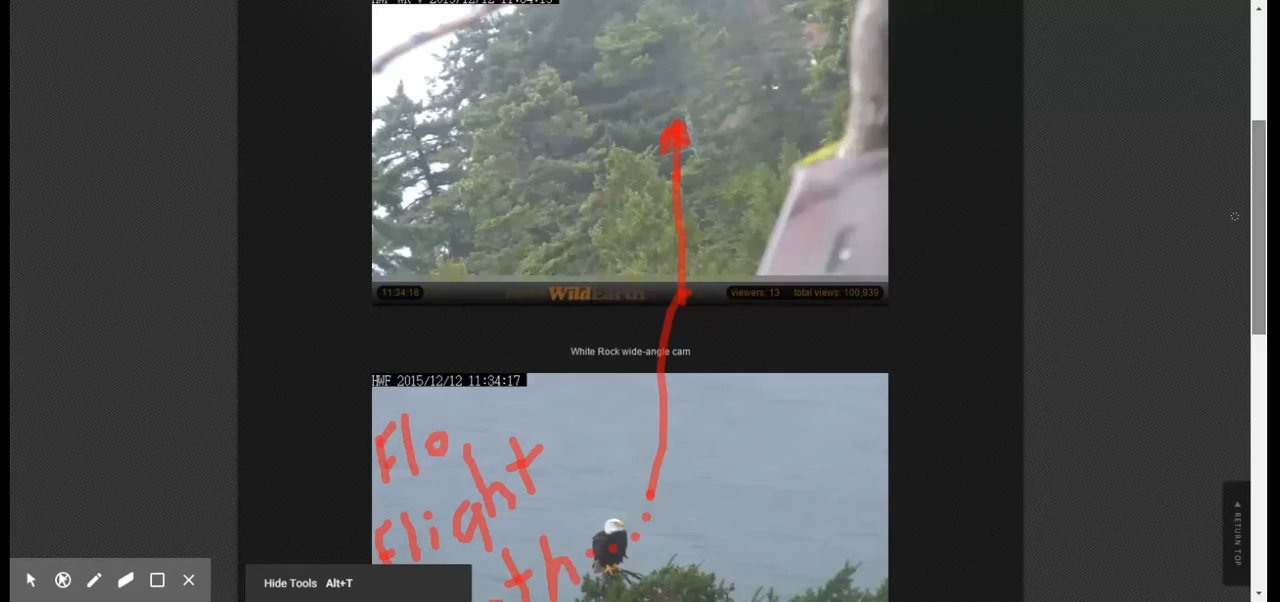 11:34:18 WildEarth viewers: 13 total views: 100,939
White Rock wide-angle cam
HWF 2015/12/12 11:34:17
Flo
Flight
Hide Tools Alt+T
RETURN TOP